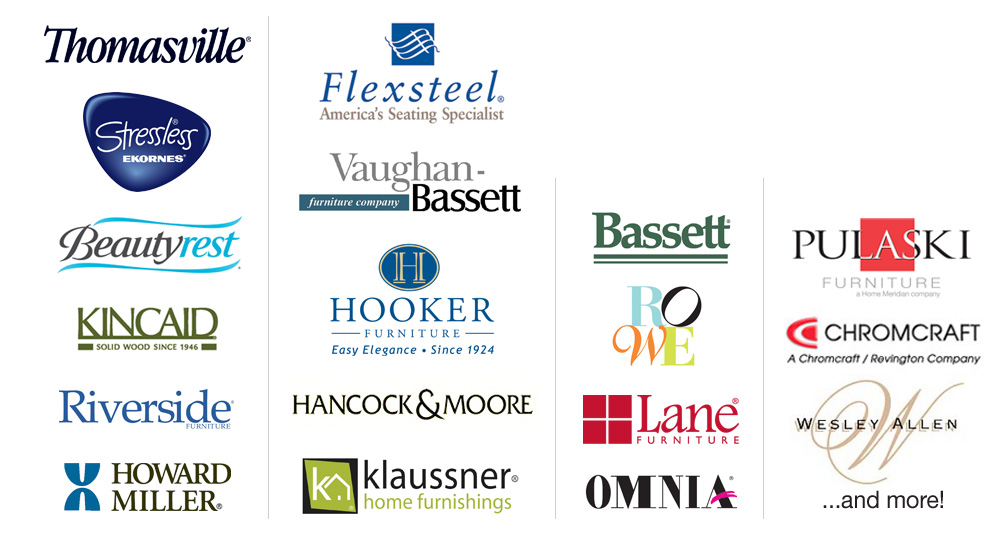 Thomasville®
Stressless®
EKORNES®
Beautyrest®
KINCAID
SOLID WOOD SINCE 1946
Riverside®
FURNITURE
HOWARD
MILLER®
Flexsteel®
America's Seating Specialist
Vaughan-
furniture company Bassett
H
HOOKER
FURNITURE
Easy Elegance • Since 1924
HANCOCK & MOORE
k klaussner®
home furnishings
Bassett®
RO
WE
Lane®
FURNITURE
OMNIA®
PULASKI
FURNITURE
a Home Meridian company
CHROMCRAFT
A Chromcraft / Revington Company
W
WESLEY ALLEN
...and more!